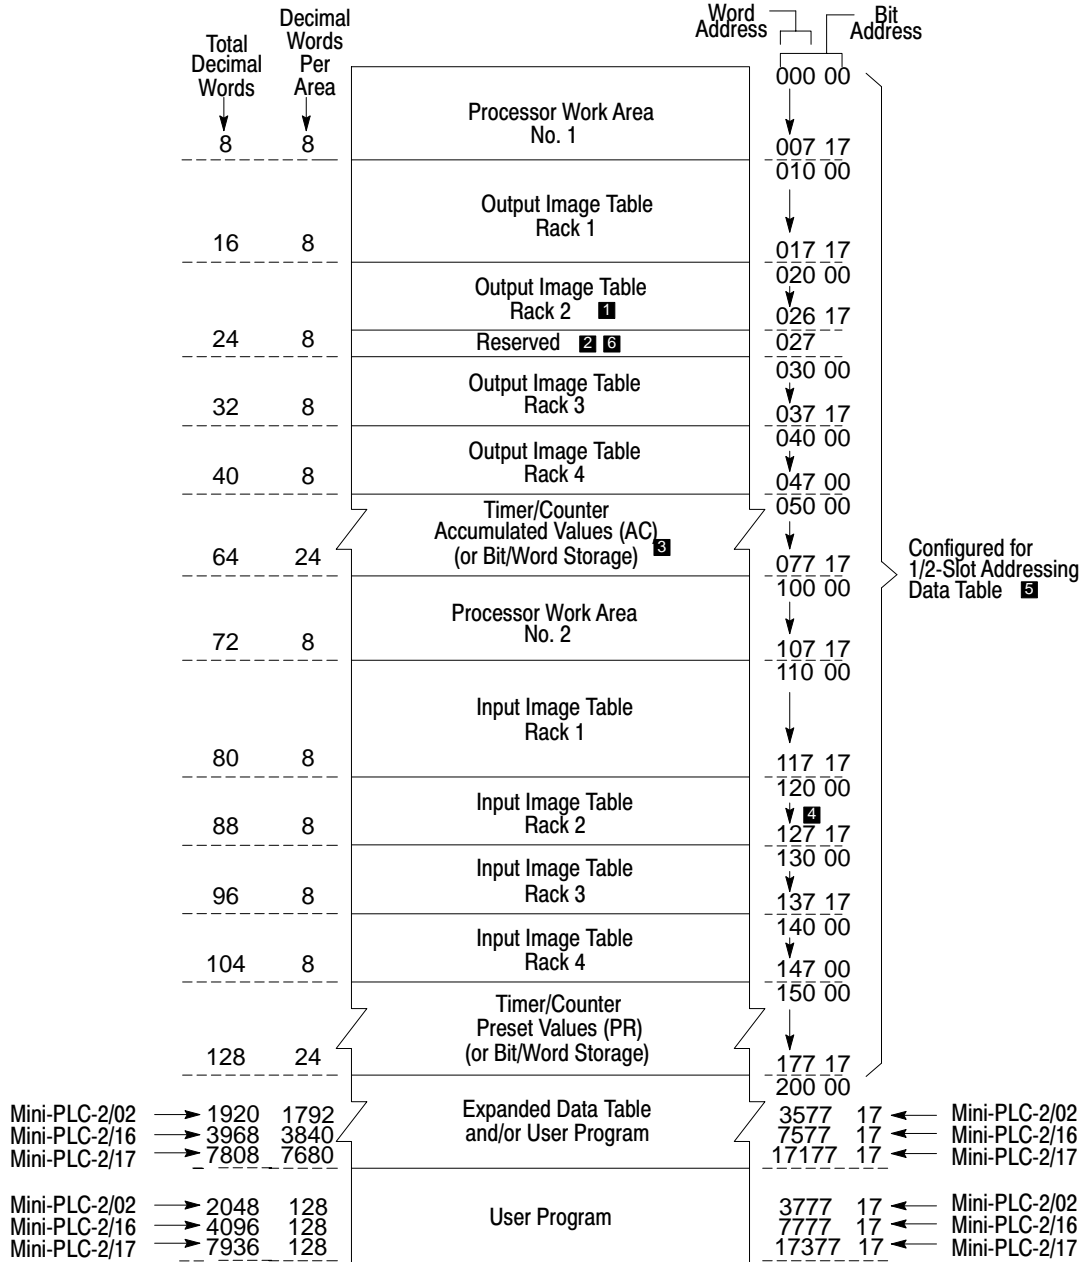 Total
Decimal
Words
Decimal
Words
Per
Area
Word
Address
Bit
Address
000 00
Processor Work Area
No. 1
8 8
007 17
010 00
Output Image Table
Rack 1
16 8
017 17
020 00
Output Image Table
Rack 2 1
026 17
24 8
Reserved 2 6
027
030 00
Output Image Table
Rack 3
32 8
037 17
040 00
Output Image Table
Rack 4
40 8
047 00
050 00
Timer/Counter
Accumulated Values (AC)
(or Bit/Word Storage) 3
64 24
077 17
100 00
Configured for
1/2-Slot Addressing
Data Table 5
Processor Work Area
No. 2
72 8
107 17
110 00
Input Image Table
Rack 1
80 8
117 17
120 00
Input Image Table
Rack 2
4
88 8
127 17
130 00
Input Image Table
Rack 3
96 8
137 17
140 00
Input Image Table
Rack 4
104 8
147 00
150 00
Timer/Counter
Preset Values (PR)
(or Bit/Word Storage)
128 24
177 17
200 00
Expanded Data Table
and/or User Program
Mini-PLC-2/02 1920 1792 3577 17 Mini-PLC-2/02
Mini-PLC-2/16 3968 3840 7577 17 Mini-PLC-2/16
Mini-PLC-2/17 7808 7680 17177 17 Mini-PLC-2/17
User Program
Mini-PLC-2/02 2048 128 3777 17 Mini-PLC-2/02
Mini-PLC-2/16 4096 128 7777 17 Mini-PLC-2/16
Mini-PLC-2/17 7936 128 17377 17 Mini-PLC-2/17